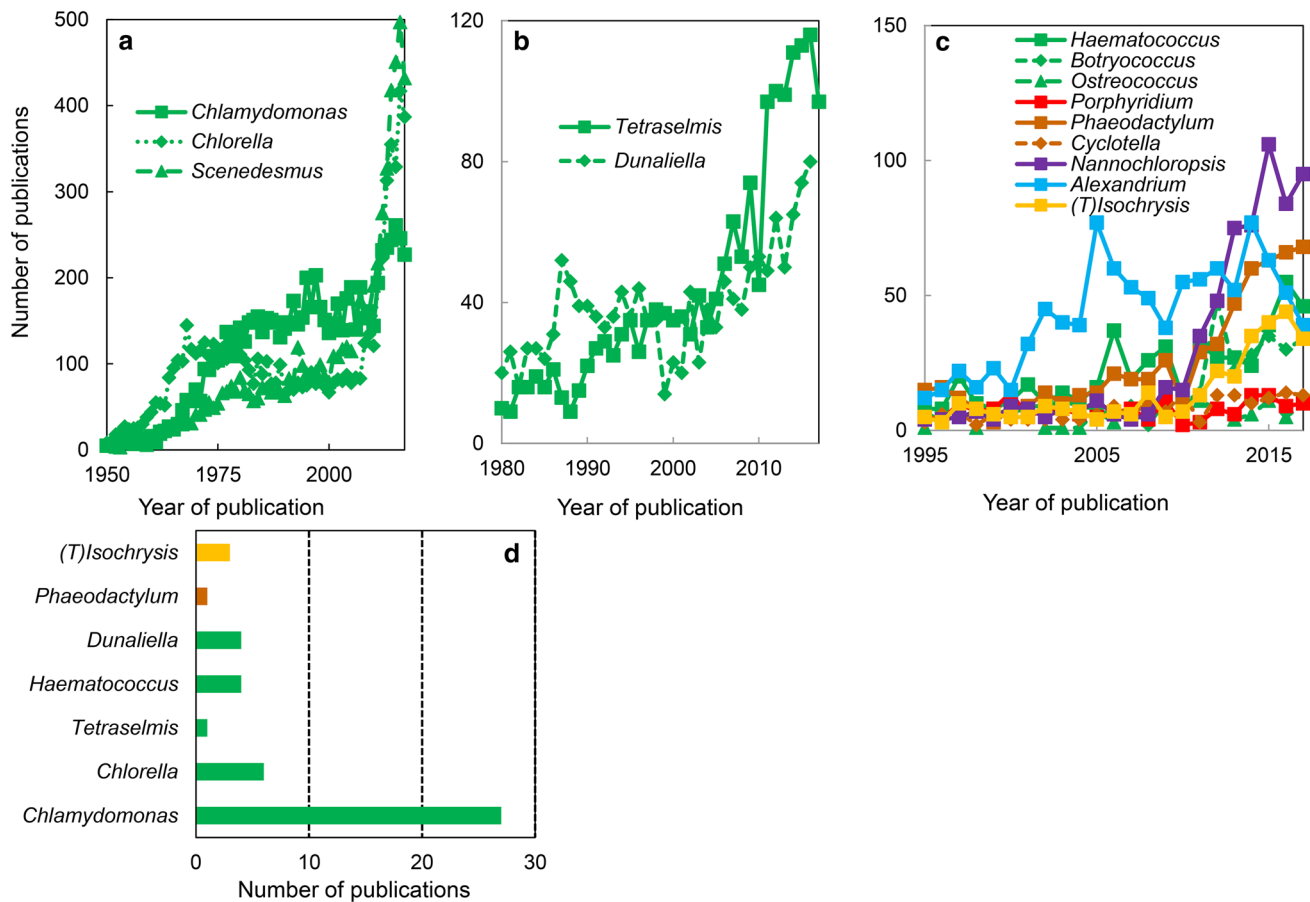 a
Number of publications
500
400
300
200
100
0
Chlamydomonas
Chlorella
Scenedesmus
1950
1975
2000
Year of publication
b
120
80
40
0
Tetraselmis
Dunaliella
1980
1990
2000
2010
Year of publication
c
150
100
50
0
Haematococcus
Botryococcus
Ostreococcus
Porphyridium
Phaeodactylum
Cyclotella
Nannochloropsis
Alexandrium
(T)Isochrysis
1995
2005
2015
Year of publication
d
(T)Isochrysis
Phaeodactylum
Dunaliella
Haematococcus
Tetraselmis
Chlorella
Chlamydomonas
0
10
20
30
Number of publications